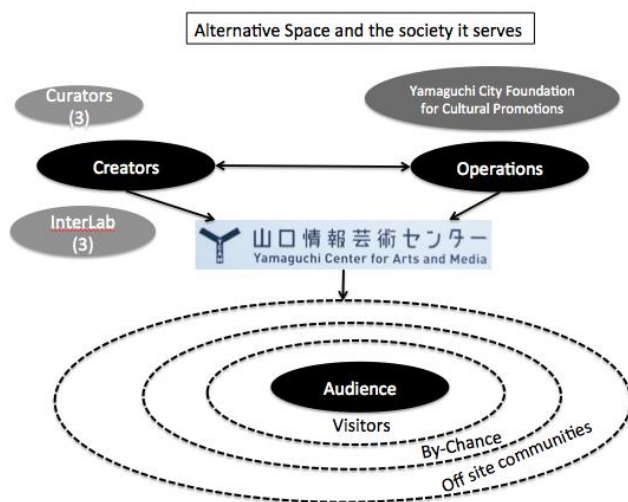 Alternative Space and the society it serves
Curators
(3)
Yamaguchi City Foundation
for Cultural Promotions
Creators
Operations
InterLab
(3)
山口情報芸術センター
Yamaguchi Center for Arts and Media
Audience
Visitors
By-Chance
Off site communities